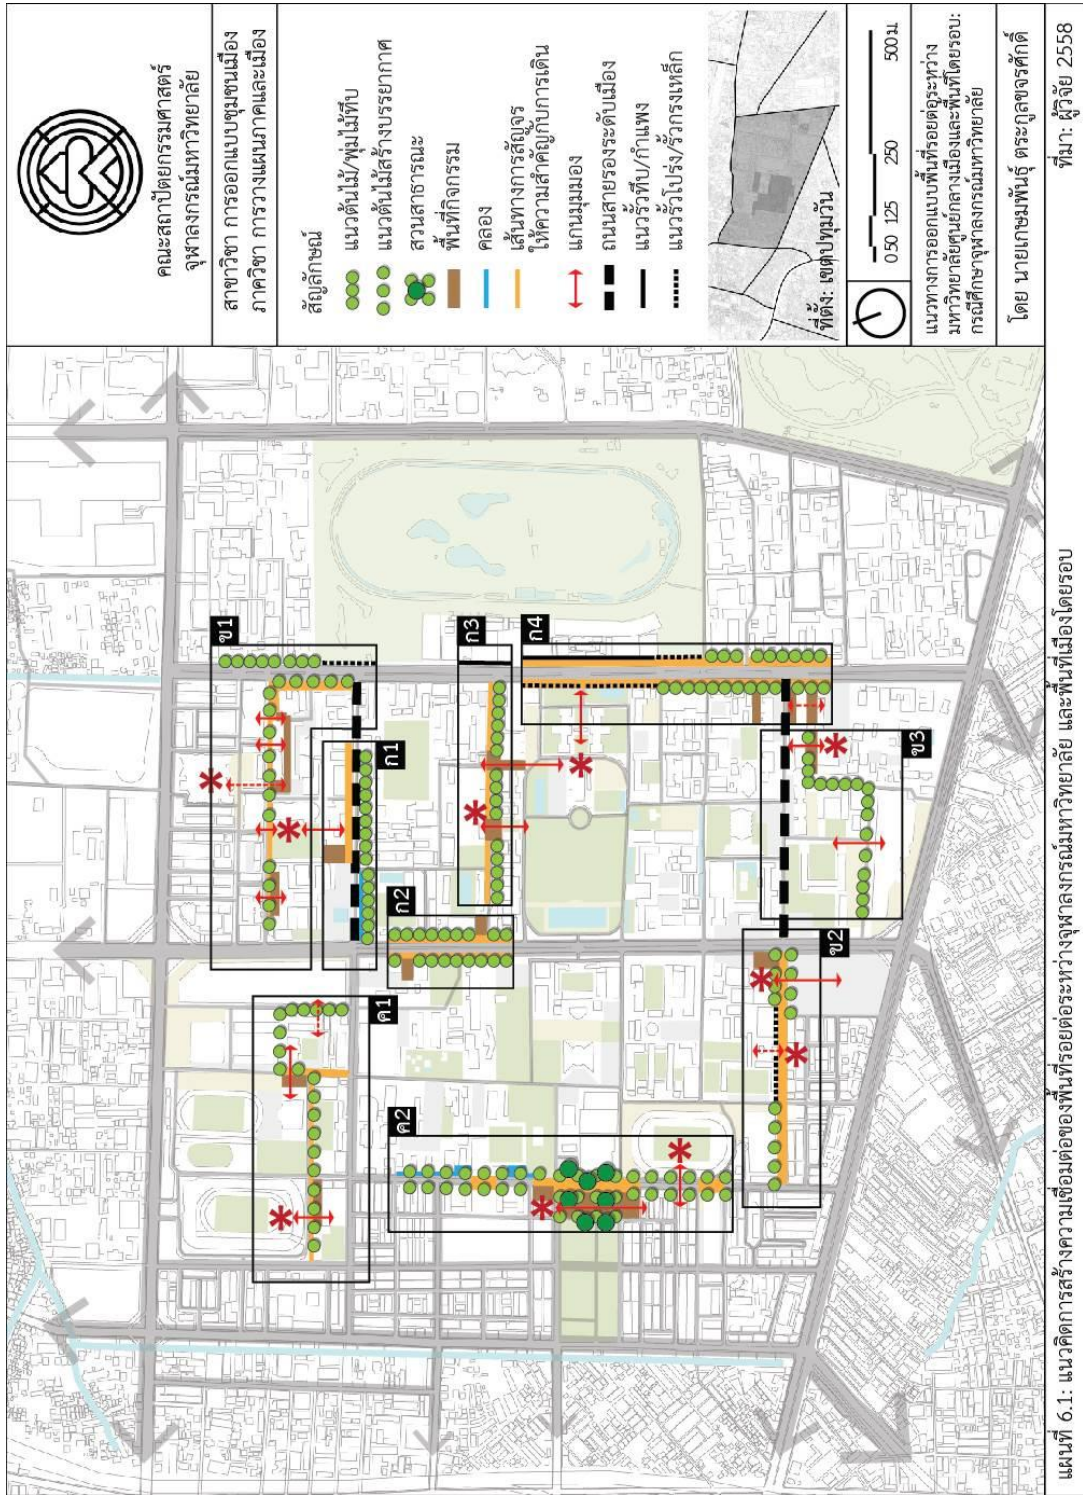 คณะสถาปัตยกรรมศาสตร์
จุฬาลงกรณ์มหาวิทยาลัย
สาขาวิชา การออกแบบชุมชนเมือง
ภาควิชา การวางแผนภาคและเมือง
สัญลักษณ์
แนวต้นไม้/พุ่มไม้ทึบ
แนวต้นไม้สร้างบรรยากาศ
สวนสาธารณะ
พื้นที่กิจกรรม
คลอง
เส้นทางการสัญจร
ให้ความสำคัญกับการเดิน
แกนมุมมอง
ถนนสายรองระดับเมือง
แนวรั้วทึบ/กำแพง
แนวรั้วโปร่ง/รั้วกรงเหล็ก
ที่ตั้ง: เขตปทุมวัน
0 50 125 250 500 ม.
แนวทางการออกแบบพื้นที่รอยต่อระหว่าง
มหาวิทยาลัยศูนย์กลางเมืองและพื้นที่โดยรอบ:
กรณีศึกษาจุฬาลงกรณ์มหาวิทยาลัย
โดย นายเกษมพันธุ์ ตระกูลขจรศักดิ์
ข1
ก1
ก2
ก3
ก4
ข3
ข2
ค1
ค2
แผนที่ 6.1: แนวคิดการสร้างความเชื่อมต่อของพื้นที่รอยต่อระหว่างจุฬาลงกรณ์มหาวิทยาลัย และพื้นที่เมืองโดยรอบ
ที่มา: ผู้วิจัย 2558